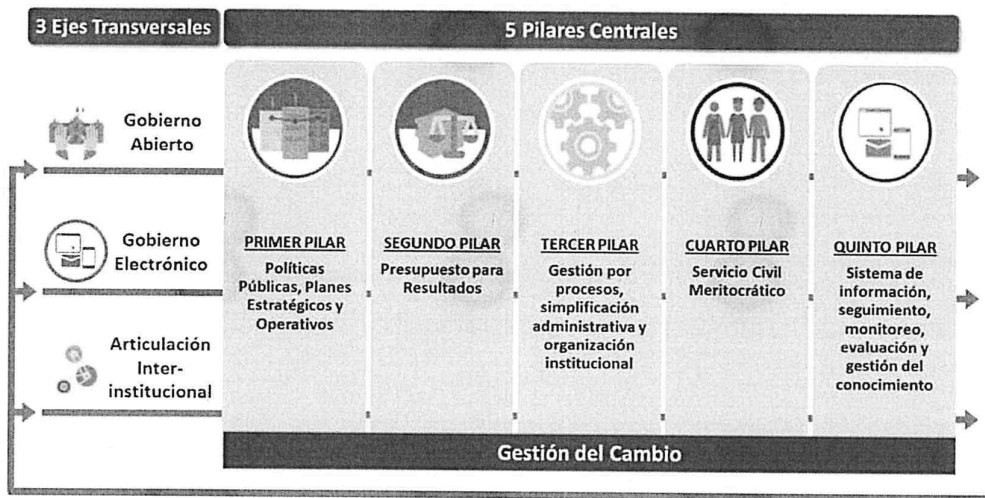 3 Ejes Transversales
5 Pilares Centrales
Gobierno
Abierto
Gobierno
Electrónico
Articulación
Inter-
institucional
PRIMER PILAR
Políticas
Públicas, Planes
Estratégicos y
Operativos
SEGUNDO PILAR
Presupuesto para
Resultados
TERCER PILAR
Gestión por
procesos,
simplificación
administrativa y
organización
institucional
CUARTO PILAR
Servicio Civil
Meritocrático
QUINTO PILAR
Sistema de
información,
seguimiento,
monitoreo,
evaluación y
gestión del
conocimiento
Gestión del Cambio